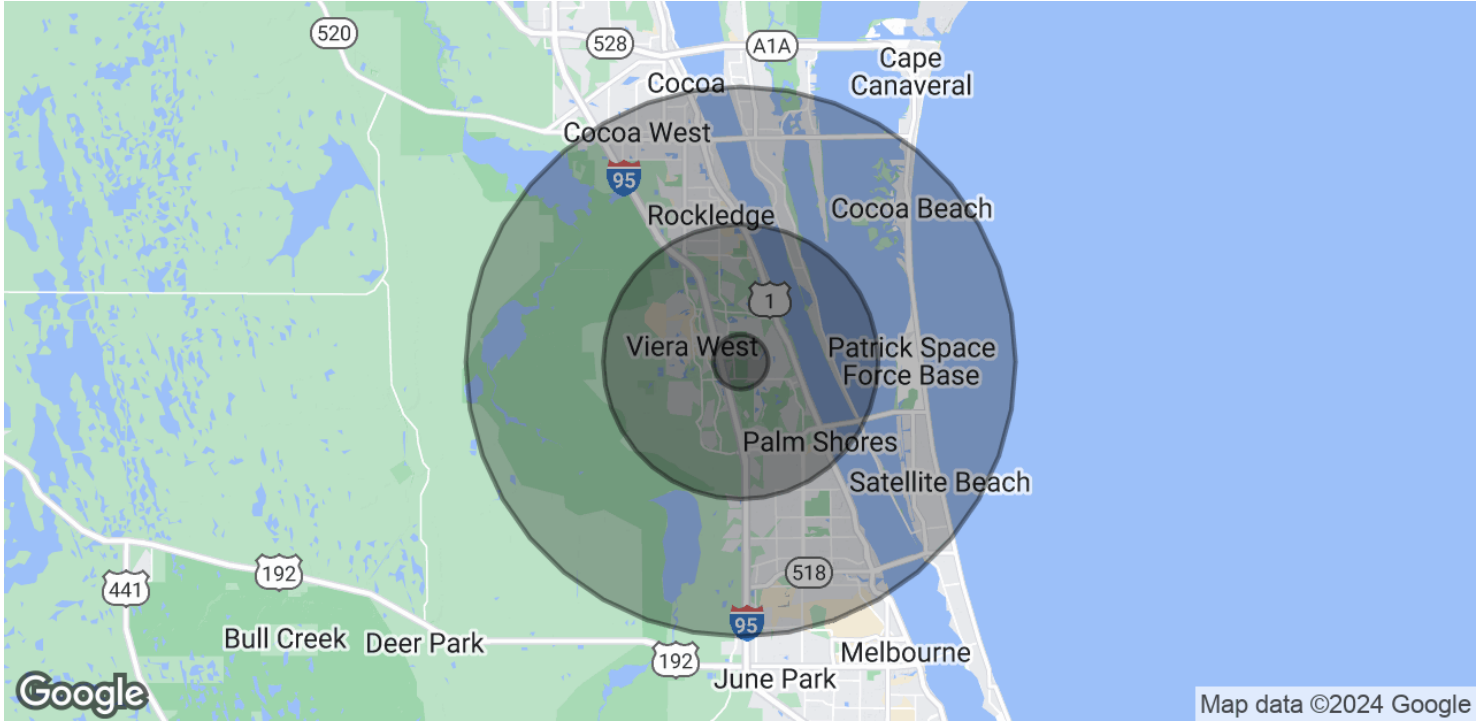 520
528
A1A
Cape
Canaveral
Cocoa
Cocoa West
95
Rockledge
Cocoa Beach
1
Viera West
Patrick Space
Force Base
Palm Shores
Satellite Beach
518
192
441
95
Bull Creek
Deer Park
192
Melbourne
June Park
Google
Map data ©2024 Google